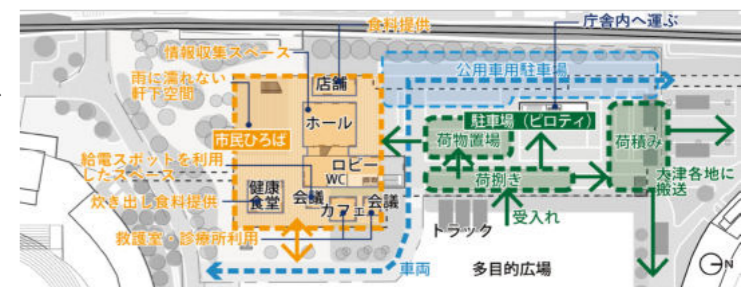 食料提供
庁舎内へ運ぶ
情報収集スペース
公用車用駐車場
雨に濡れない
軒下空間
店舗
ホール
駐車場（ピロティ）
市民ひろば
荷物置場
荷積み
給電スポットを利用
したスペース
ロビー
WC
大津各地に
搬送
健康
食堂
荷捌き
炊き出し食料提供
会議
カフェ
会議
受入れ
トラック
救護室・診療所利用
車両
多目的広場
N